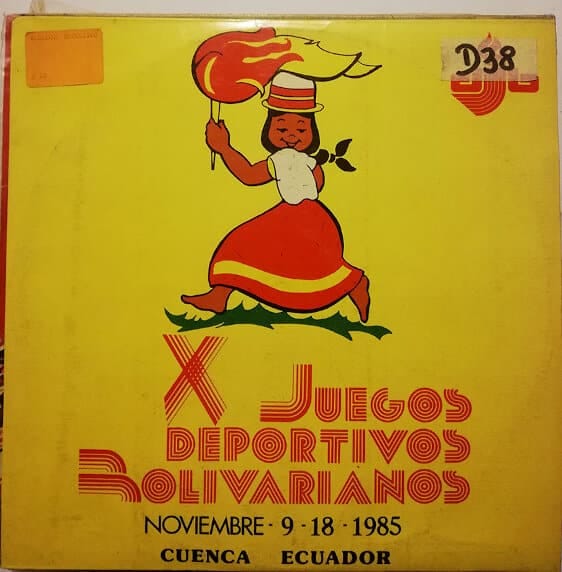 D38
X JUEGOS
DEPORTIVOS
BOLIVARIANOS
NOVIEMBRE - 9 - 18 - 1985
CUENCA ECUADOR